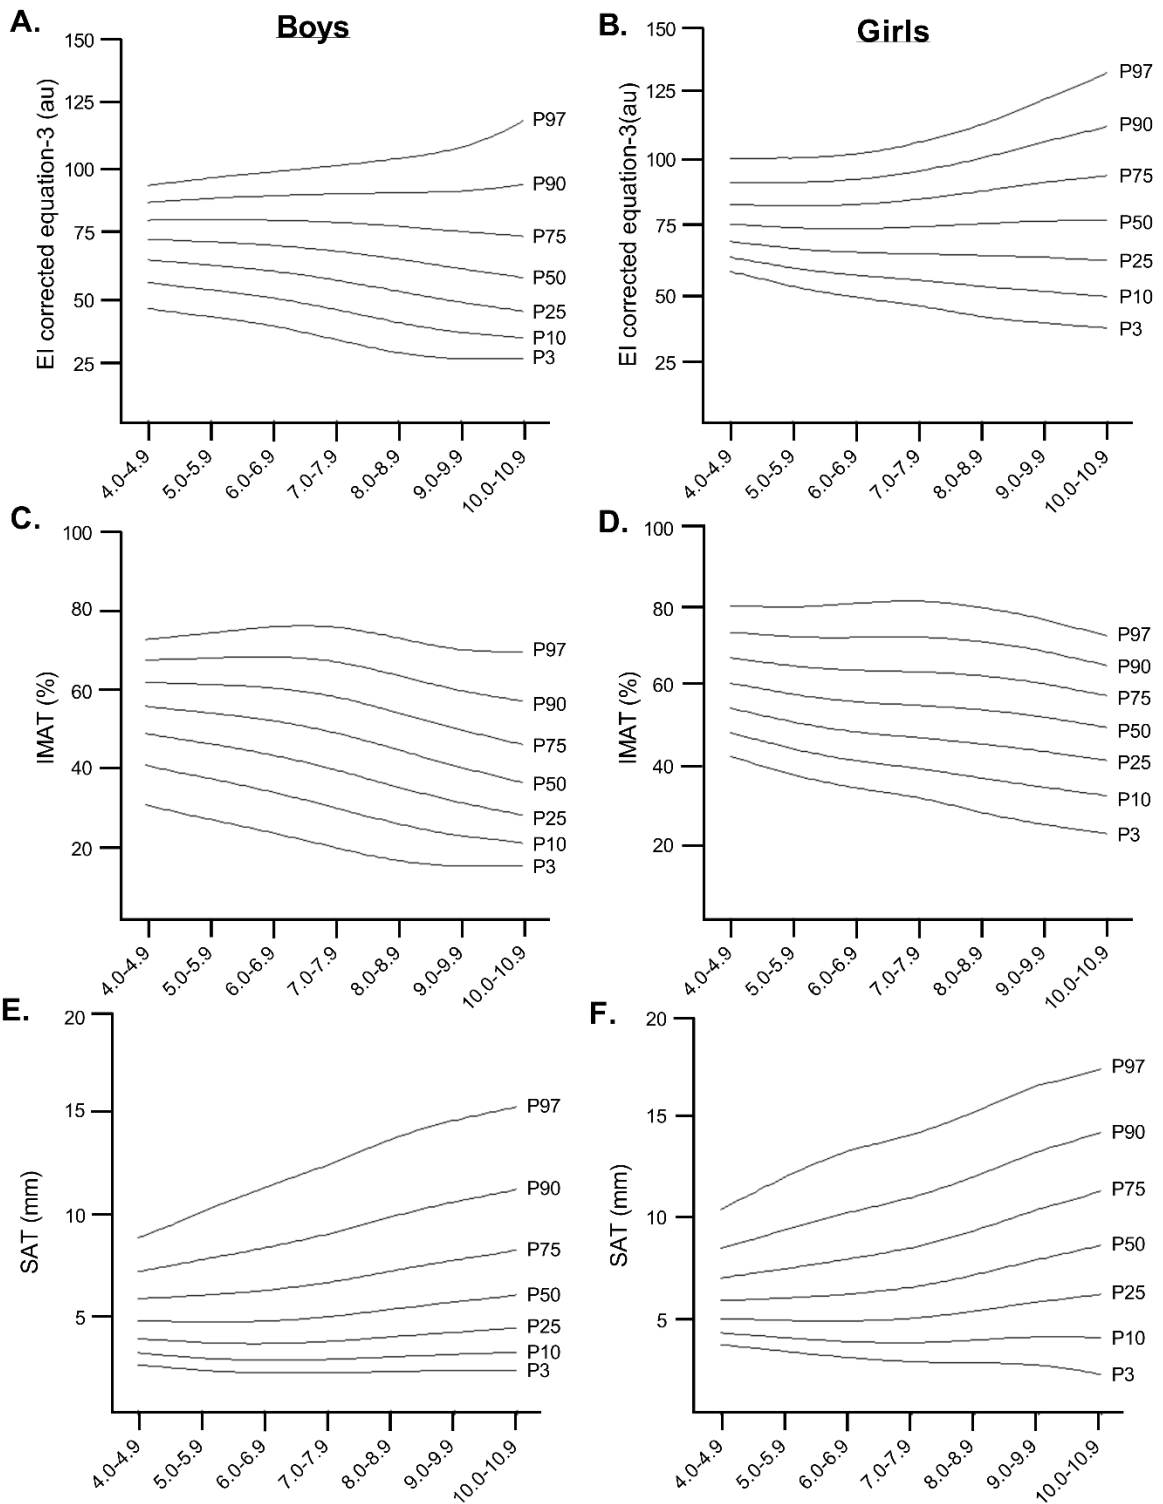 A.
Boys
B.
Girls
150
125
100
75
50
25
EI corrected equation-3 (au)
P97
P90
P75
P50
P25
P10
P3
4.0-4.9
5.0-5.9
6.0-6.9
7.0-7.9
8.0-8.9
9.0-9.9
10.0-10.9
150
125
100
75
50
25
EI corrected equation-3(au)
P97
P90
P75
P50
P25
P10
P3
4.0-4.9
5.0-5.9
6.0-6.9
7.0-7.9
8.0-8.9
9.0-9.9
10.0-10.9
C.
100
80
60
40
20
IMAT (%)
P97
P90
P75
P50
P25
P10
P3
4.0-4.9
5.0-5.9
6.0-6.9
7.0-7.9
8.0-8.9
9.0-9.9
10.0-10.9
D.
100
80
60
40
20
IMAT (%)
P97
P90
P75
P50
P25
P10
P3
4.0-4.9
5.0-5.9
6.0-6.9
7.0-7.9
8.0-8.9
9.0-9.9
10.0-10.9
E.
20
15
10
5
SAT (mm)
P97
P90
P75
P50
P25
P10
P3
4.0-4.9
5.0-5.9
6.0-6.9
7.0-7.9
8.0-8.9
9.0-9.9
10.0-10.9
F.
20
15
10
5
SAT (mm)
P97
P90
P75
P50
P25
P10
P3
4.0-4.9
5.0-5.9
6.0-6.9
7.0-7.9
8.0-8.9
9.0-9.9
10.0-10.9